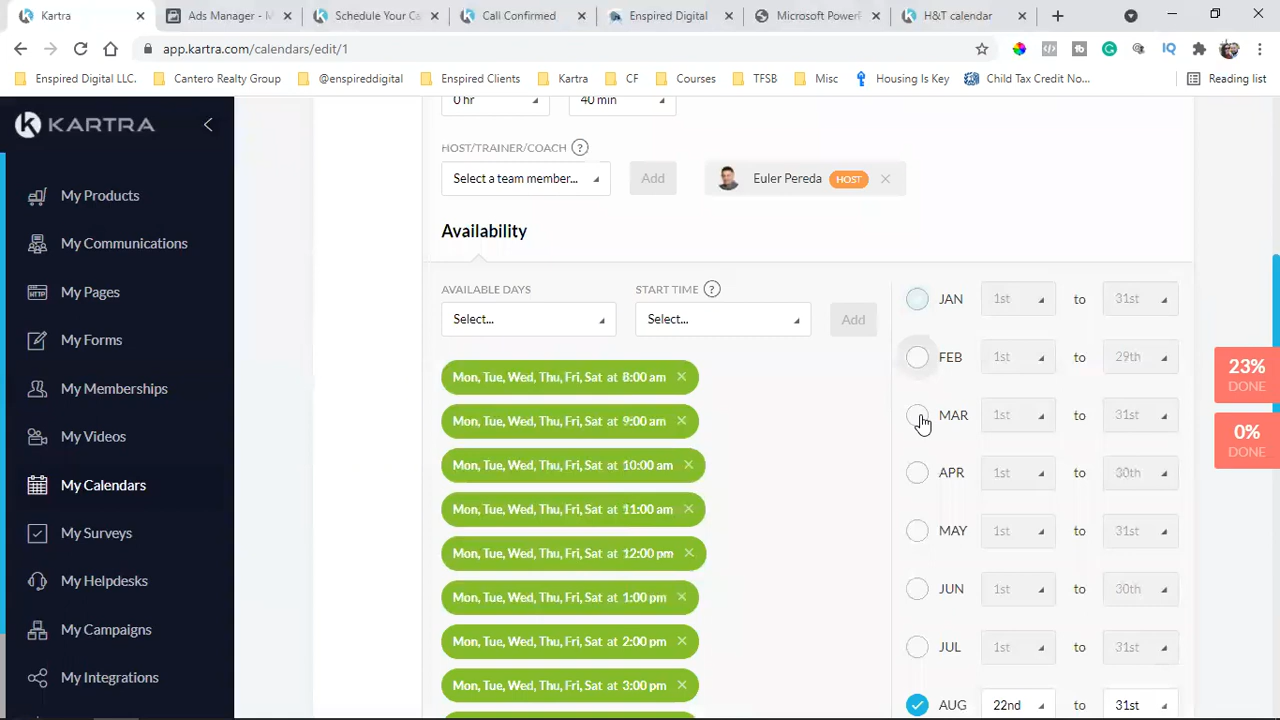 Kartra
Ads Manager - M
Schedule Your Ca
Call Confirmed
Enspired Digital
Microsoft PowerP
H&T calendar
app.kartra.com/calendars/edit/1
IQ
Enspired Digital LLC.
Cantero Realty Group
@enspireddigital
Enspired Clients
Kartra
CF
Courses
TFSB
Misc
Housing Is Key
Child Tax Credit No...
Reading list
KARTRA
My Products
My Communications
HTTP
My Pages
My Forms
My Memberships
My Videos
My Calendars
My Surveys
My Helpdesks
My Campaigns
My Integrations
0 hr
40 min
HOST/TRAINER/COACH ?
Select a team member...
Add
Euler Pereda HOST
Availability
AVAILABLE DAYS
START TIME ?
Select...
Select...
Add
Mon, Tue, Wed, Thu, Fri, Sat at 8:00 am
Mon, Tue, Wed, Thu, Fri, Sat at 9:00 am
Mon, Tue, Wed, Thu, Fri, Sat at 10:00 am
Mon, Tue, Wed, Thu, Fri, Sat at 11:00 am
Mon, Tue, Wed, Thu, Fri, Sat at 12:00 pm
Mon, Tue, Wed, Thu, Fri, Sat at 1:00 pm
Mon, Tue, Wed, Thu, Fri, Sat at 2:00 pm
Mon, Tue, Wed, Thu, Fri, Sat at 3:00 pm
JAN 1st to 31st
FEB 1st to 29th
MAR 1st to 31st
APR 1st to 30th
MAY 1st to 31st
JUN 1st to 30th
JUL 1st to 31st
AUG 22nd to 31st
23%
DONE
0%
DONE